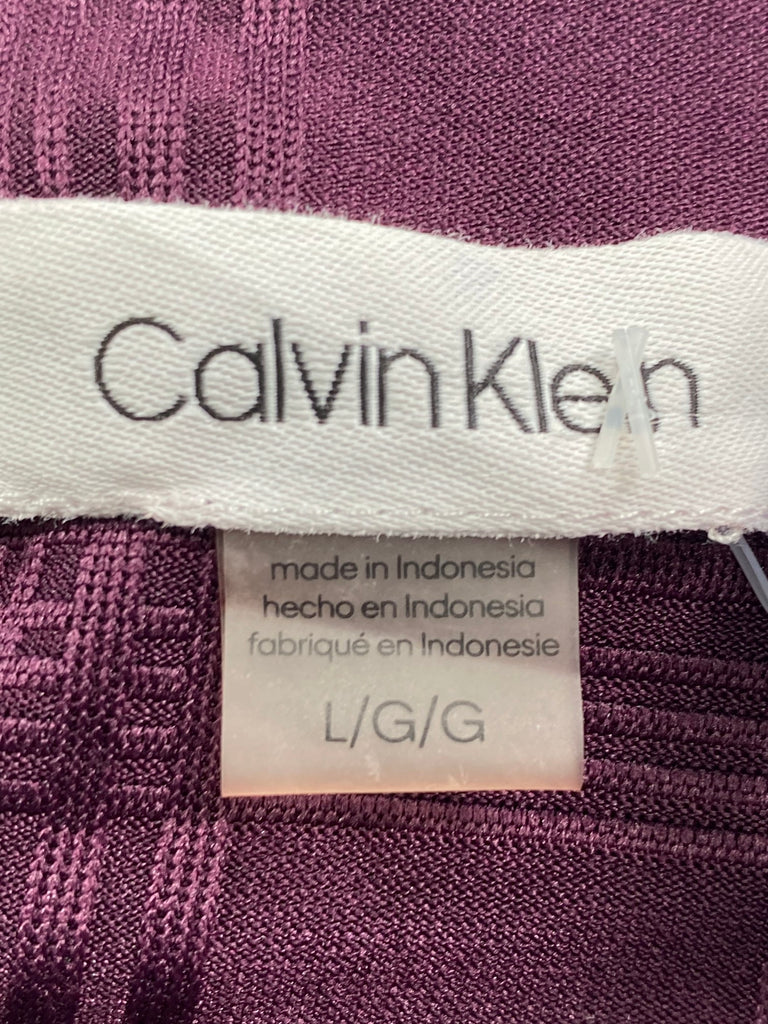 Calvin Klein
made in Indonesia
hecho en Indonesia
fabriqué en Indonesie
L/G/G